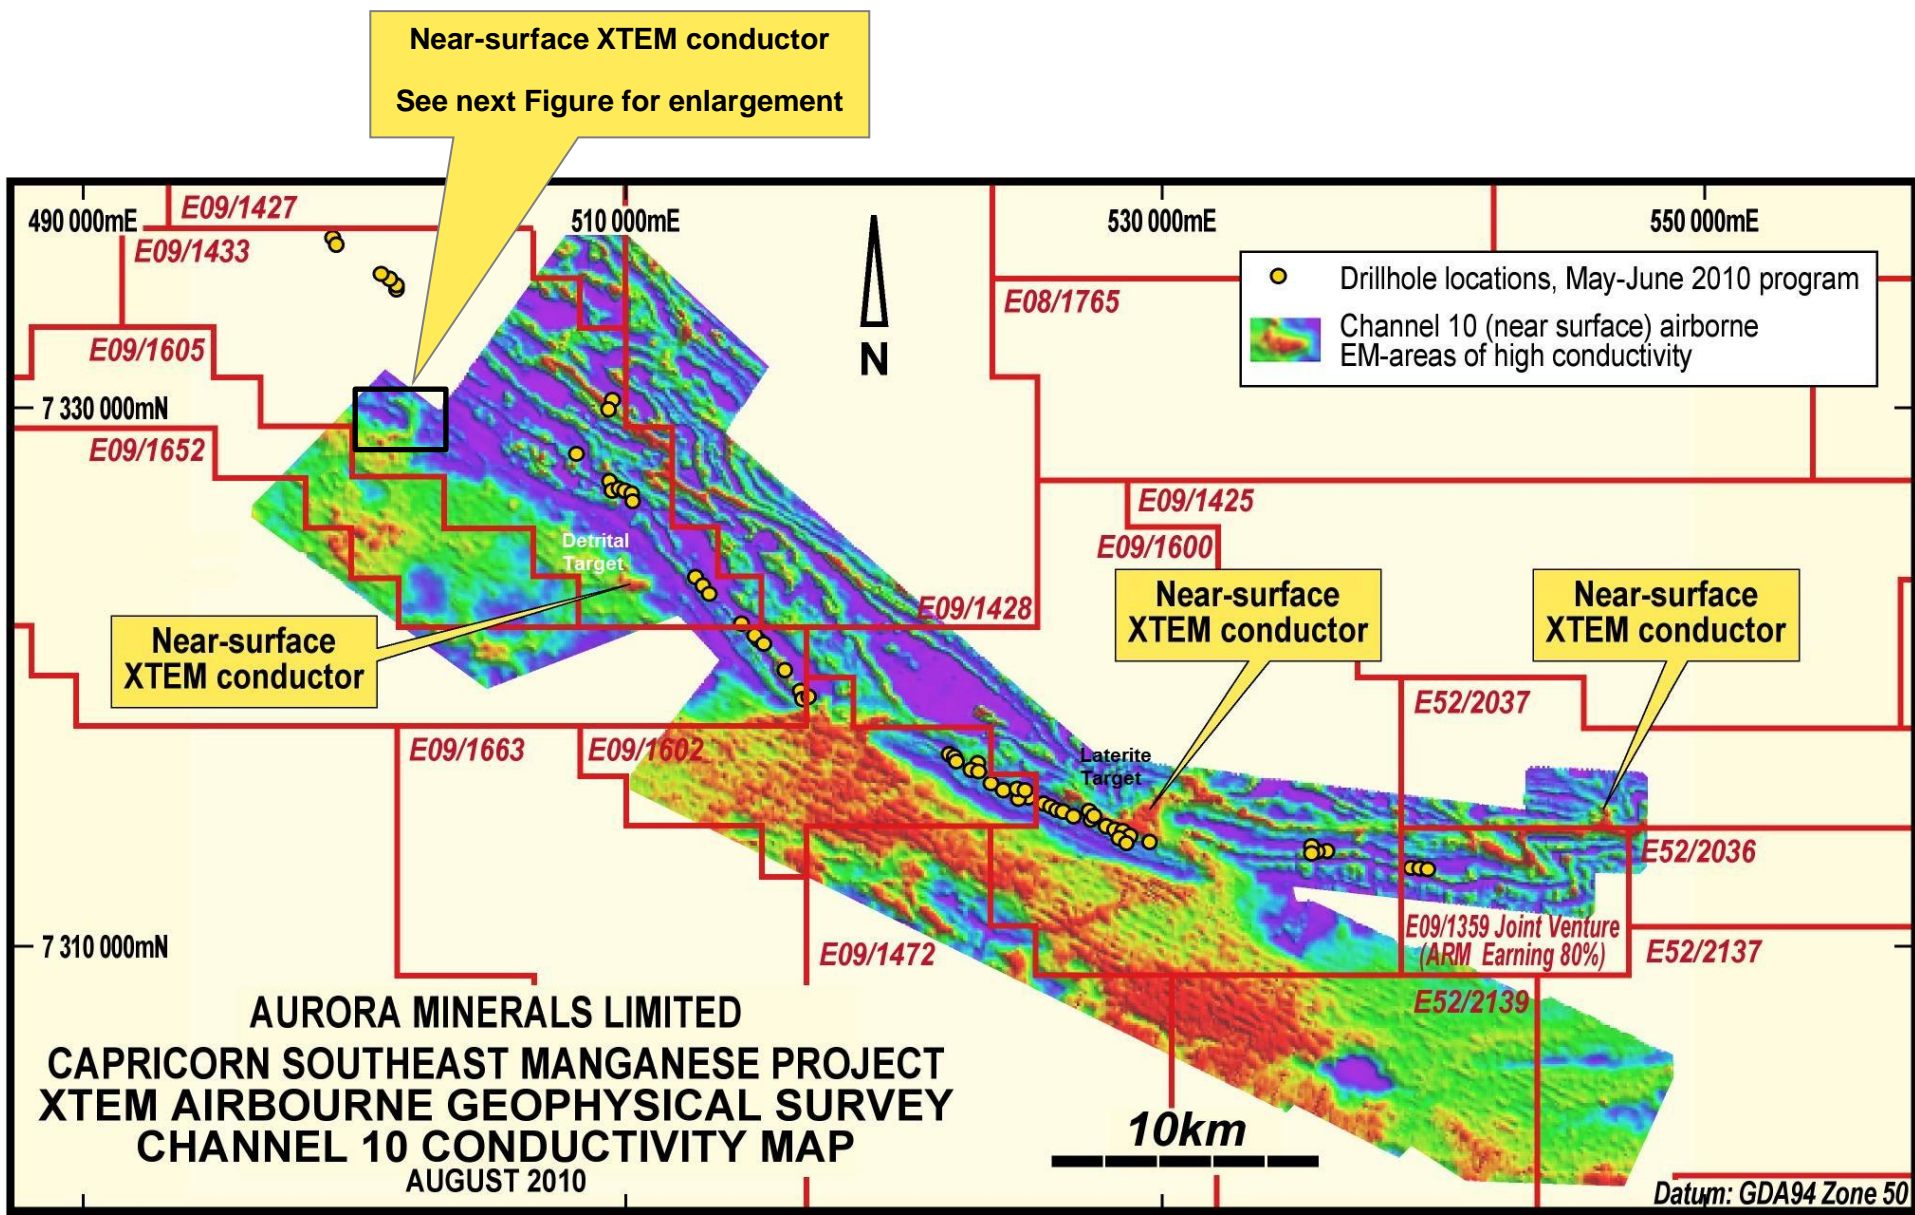 Near-surface XTEM conductor
See next Figure for enlargement
490 000mE
E09/1427
510 000mE
530 000mE
550 000mE
E09/1433
Drillhole locations, May-June 2010 program
Channel 10 (near surface) airborne
EM-areas of high conductivity
E08/1765
E09/1605
N
7 330 000mN
E09/1652
E09/1425
E09/1600
Detrital
Target
Near-surface
XTEM conductor
Near-surface
XTEM conductor
E09/1428
Near-surface
XTEM conductor
E52/2037
E09/1663
E09/1602
Laterite
Target
E52/2036
E09/1359 Joint Venture
(ARM Earning 80%)
E52/2137
7 310 000mN
E09/1472
E52/2139
AURORA MINERALS LIMITED
CAPRICORN SOUTHEAST MANGANESE PROJECT
XTEM AIRBOURNE GEOPHYSICAL SURVEY
CHANNEL 10 CONDUCTIVITY MAP
AUGUST 2010
10km
Datum: GDA94 Zone 50